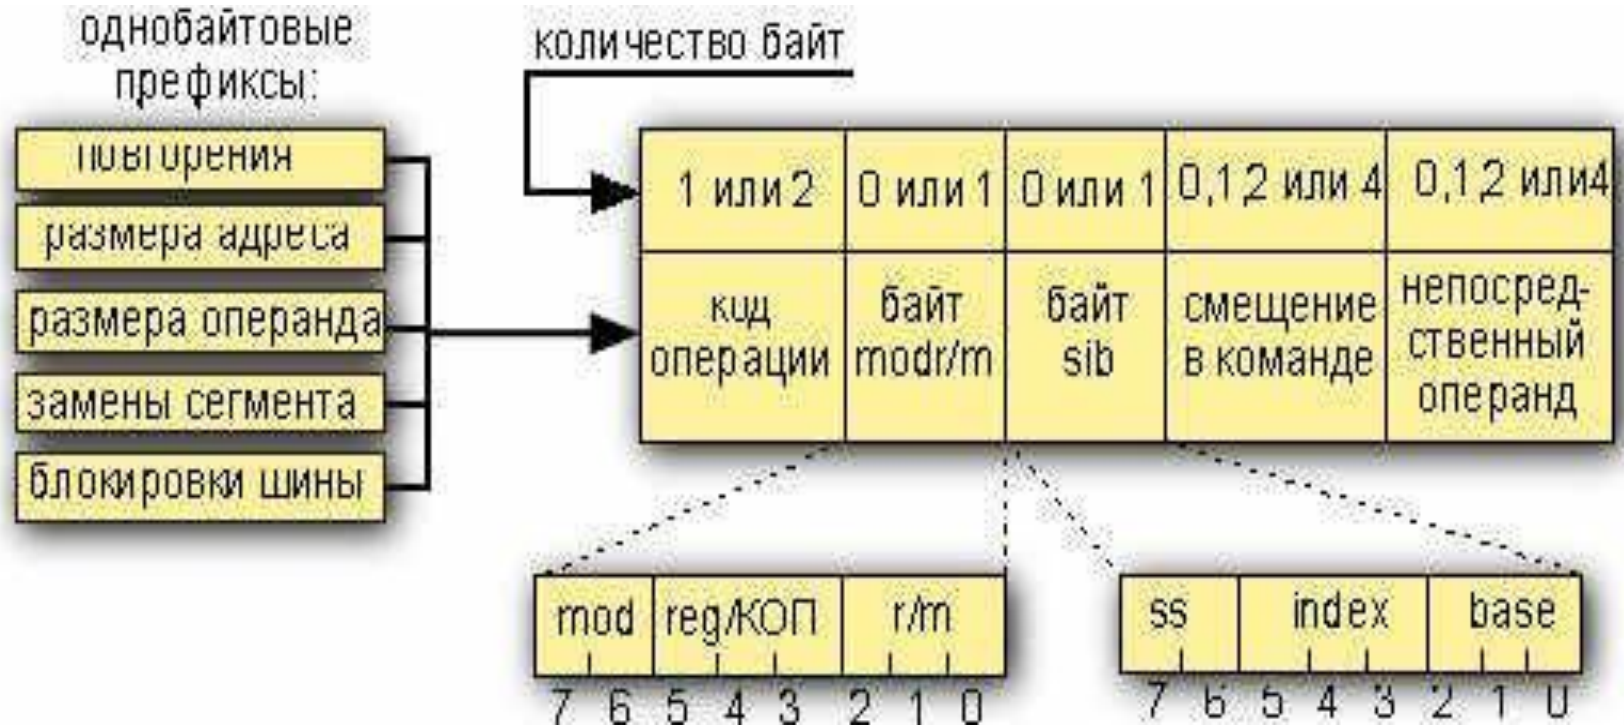 однобайтовые
префиксы:
количество байт
повторения
размера адреса
размера операнда
замены сегмента
блокировки шины
1 или 2 0 или 1 0 или 1 0,1,2 или 4 0,1,2 или4
код
операции
байт
modr/m
байт
sib
смещение
в команде
непосред-
ственный
операнд
mod reg/КОП r/m
7 6 5 4 3 2 1 0
ss index base
7 6 5 4 3 2 1 0